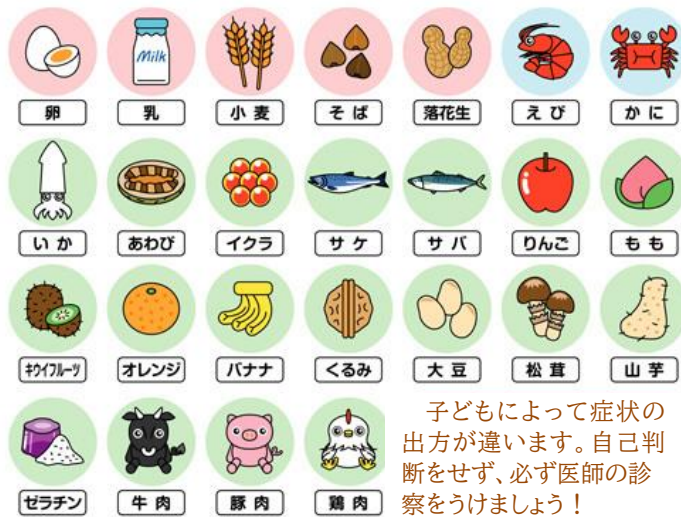 Milk
卵 乳 小麦 そば 落花生 えび かに
いか あわび イクラ サケ サバ りんご もも
キウイフルーツ オレンジ バナナ くるみ 大豆 松茸 山芋
ゼラチン 牛肉 豚肉 鶏肉
子どもによって症状の
出方が違います。自己判
断をせず、必ず医師の診
察をうけましょう！